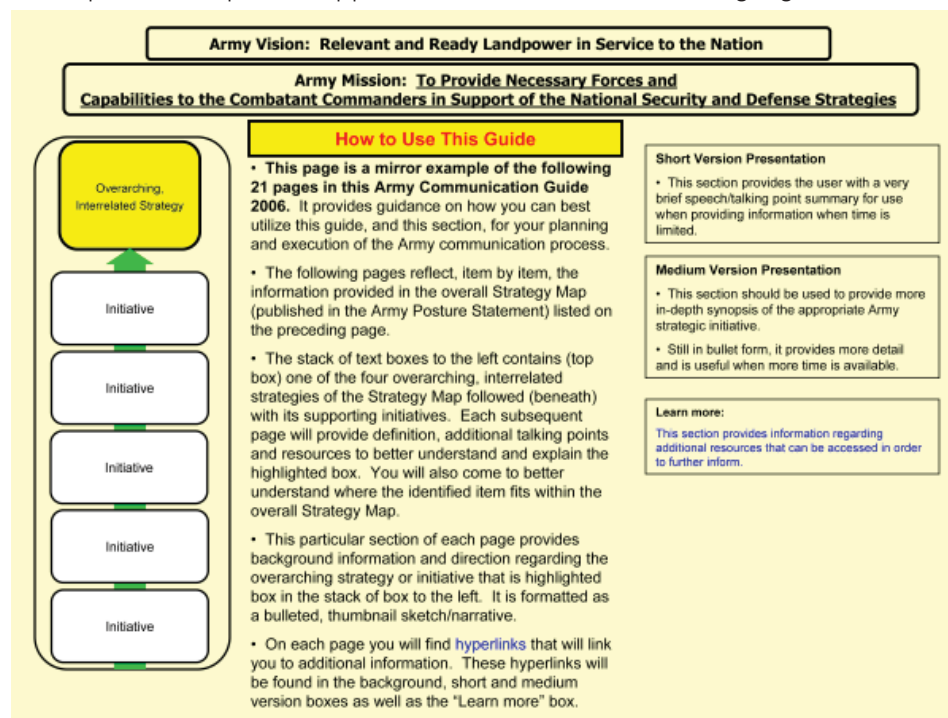 Army Vision: Relevant and Ready Landpower in Service to the Nation
Army Mission: To Provide Necessary Forces and
Capabilities to the Combatant Commanders in Support of the National Security and Defense Strategies
Overarching,
Interrelated Strategy
Initiative
Initiative
Initiative
Initiative
Initiative
How to Use This Guide
• This page is a mirror example of the following
21 pages in this Army Communication Guide
2006. It provides guidance on how you can best
utilize this guide, and this section, for your planning
and execution of the Army communication process.
• The following pages reflect, item by item, the
information provided in the overall Strategy Map
(published in the Army Posture Statement) listed on
the preceding page.
• The stack of text boxes to the left contains (top
box) one of the four overarching, interrelated
strategies of the Strategy Map followed (beneath)
with its supporting initiatives. Each subsequent
page will provide definition, additional talking points
and resources to better understand and explain the
highlighted box. You will also come to better
understand where the identified item fits within the
overall Strategy Map.
• This particular section of each page provides
background information and direction regarding the
overarching strategy or initiative that is highlighted
box in the stack of box to the left. It is formatted as
a bulleted, thumbnail sketch/narrative.
• On each page you will find hyperlinks that will link
you to additional information. These hyperlinks will
be found in the background, short and medium
version boxes as well as the “Learn more” box.
Short Version Presentation
• This section provides the user with a very
brief speech/talking point summary for use
when providing information when time is
limited.
Medium Version Presentation
• This section should be used to provide more
in-depth synopsis of the appropriate Army
strategic initiative.
• Still in bullet form, it provides more detail
and is useful when more time is available.
Learn more:
This section provides information regarding
additional resources that can be accessed in order
to further inform.